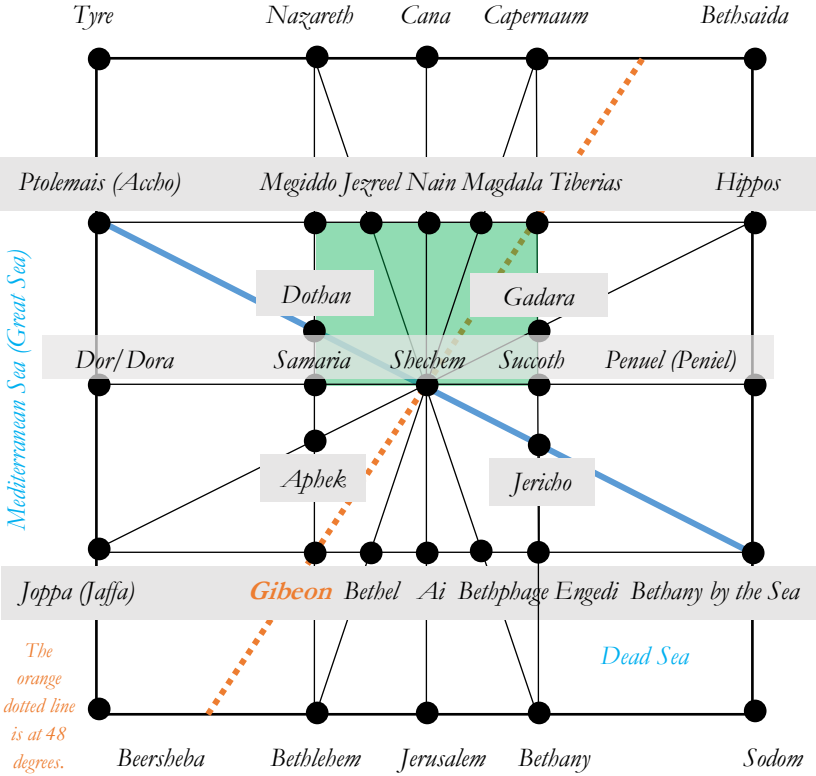 Tyre Nazareth Cana Capernaum Bethsaida
Ptolemais (Accho) Megiddo Jezreel Nain Magdala Tiberias Hippos
Mediterranean Sea (Great Sea)
Dothan Gadara
Dor/Dora Samaria Shechem Succoth Penuel (Peniel)
Aphek Jericho
Joppa (Jaffa) Gibeon Bethel Ai Bethphage Engedi Bethany by the Sea
The
orange
dotted line
is at 48
degrees.
Dead Sea
Beersheba Bethlehem Jerusalem Bethany Sodom